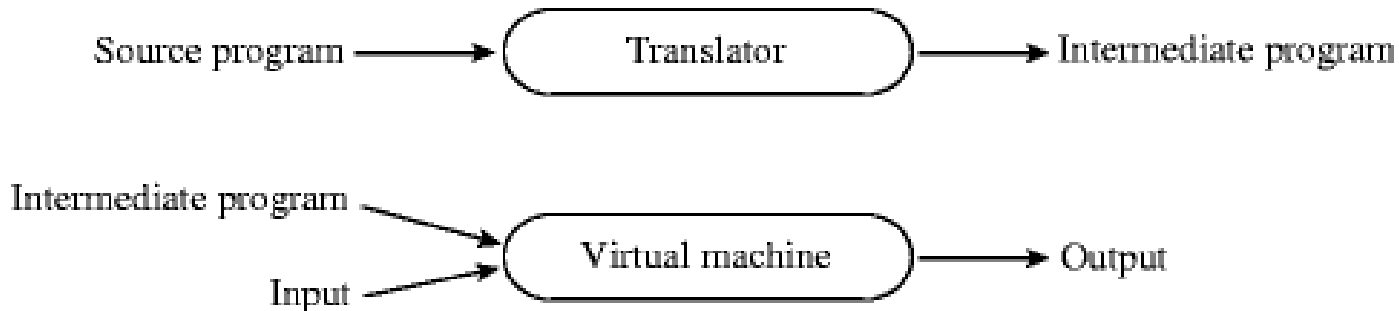 Source program Translator Intermediate program
Intermediate program
Virtual machine Output
Input